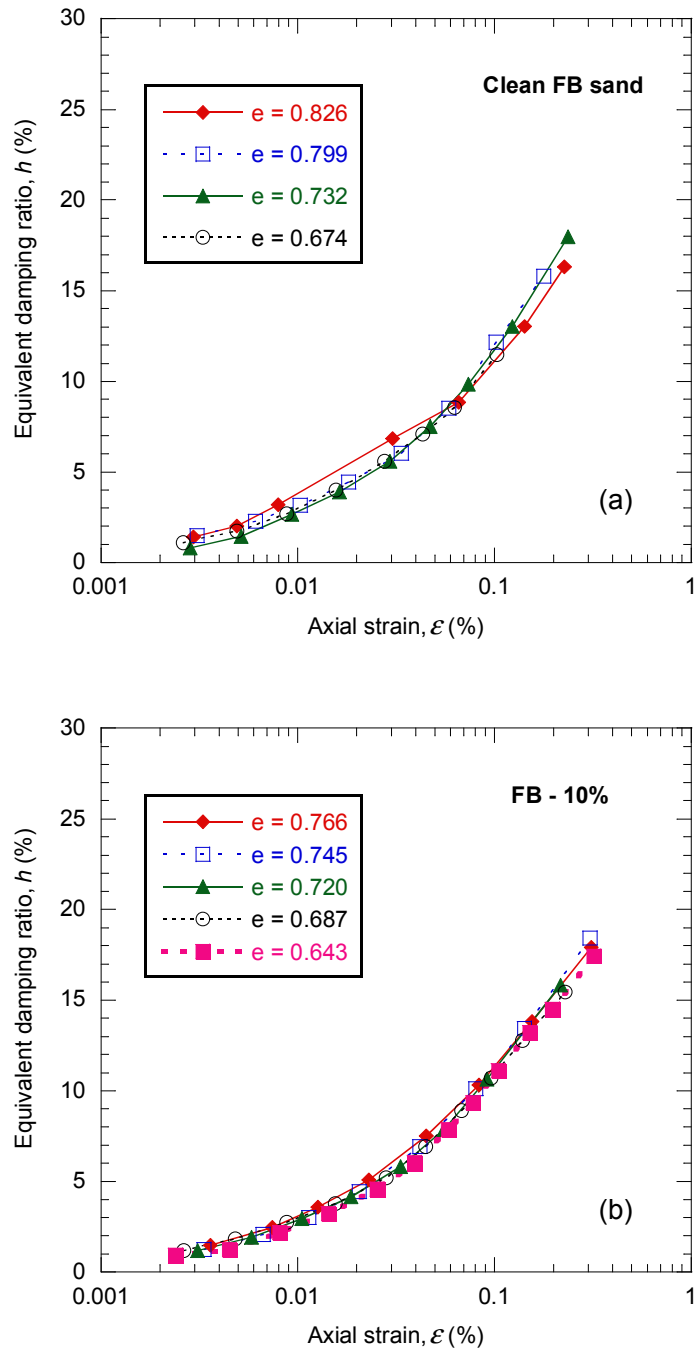 30
25
20
15
10
5
0
Equivalent damping ratio, h (%)
Clean FB sand
e = 0.826
e = 0.799
e = 0.732
e = 0.674
(a)
0.001
0.01
0.1
1
Axial strain, ε (%)
30
25
20
15
10
5
0
Equivalent damping ratio, h (%)
FB - 10%
e = 0.766
e = 0.745
e = 0.720
e = 0.687
e = 0.643
(b)
0.001
0.01
0.1
1
Axial strain, ε (%)